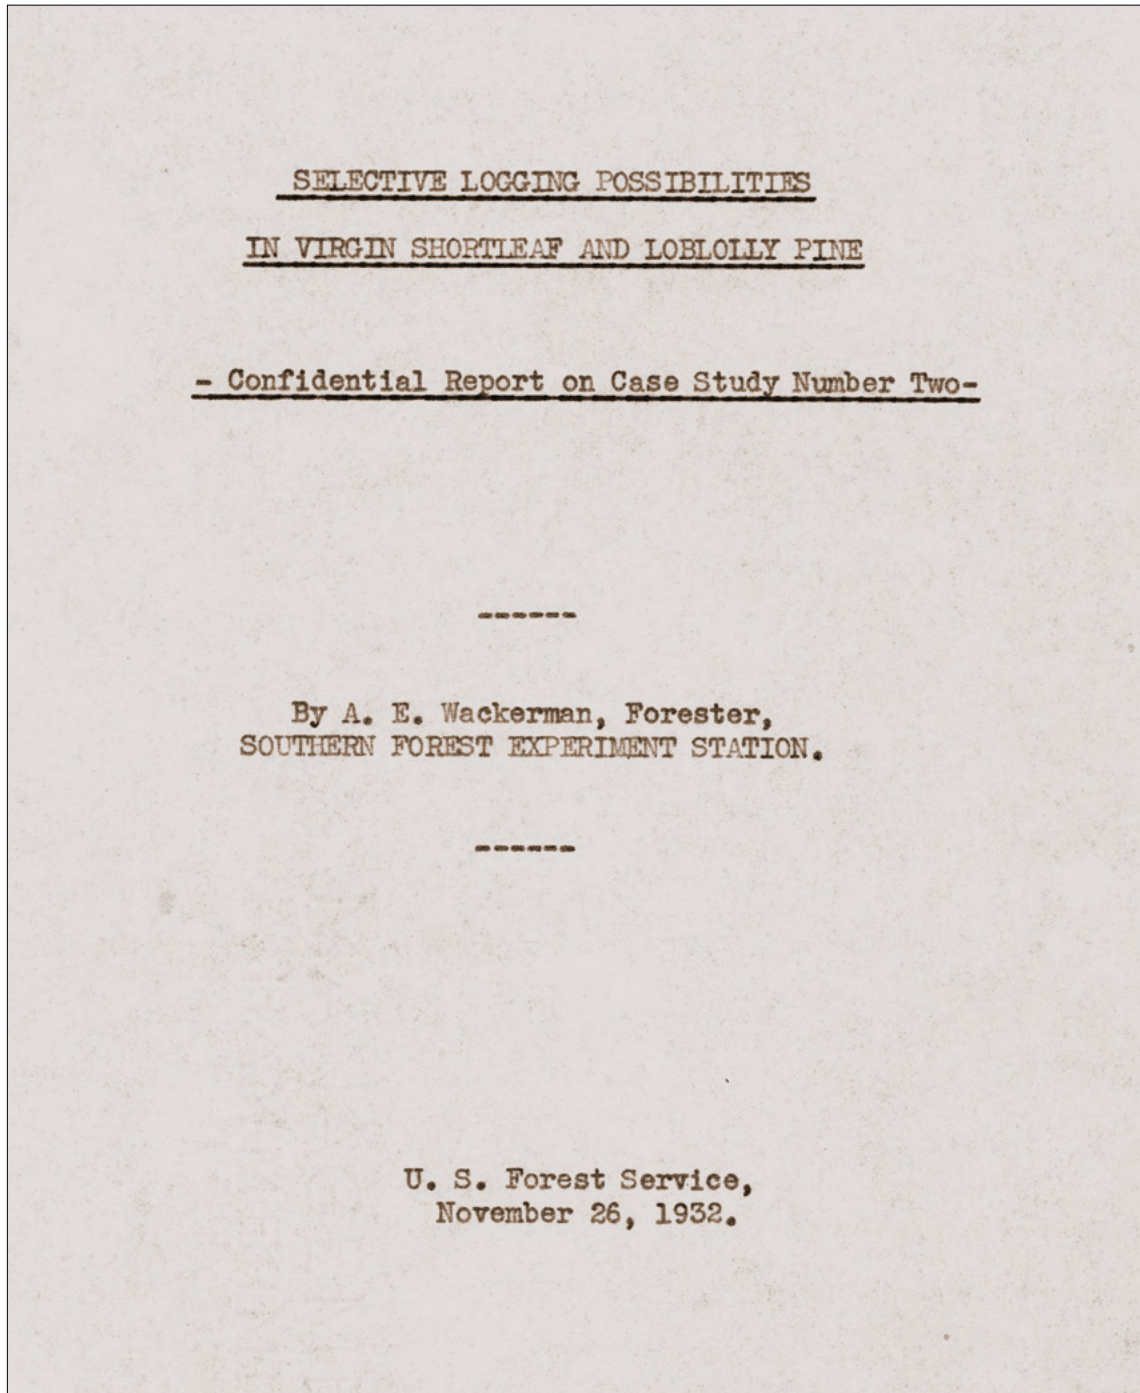 SELECTIVE LOGGING POSSIBILITIES
IN VIRGIN SHORTLEAF AND LOBLOLLY PINE
- Confidential Report on Case Study Number Two-
------
By A. E. Wackerman, Forester,
SOUTHERN FOREST EXPERIMENT STATION.
------
U. S. Forest Service,
November 26, 1932.